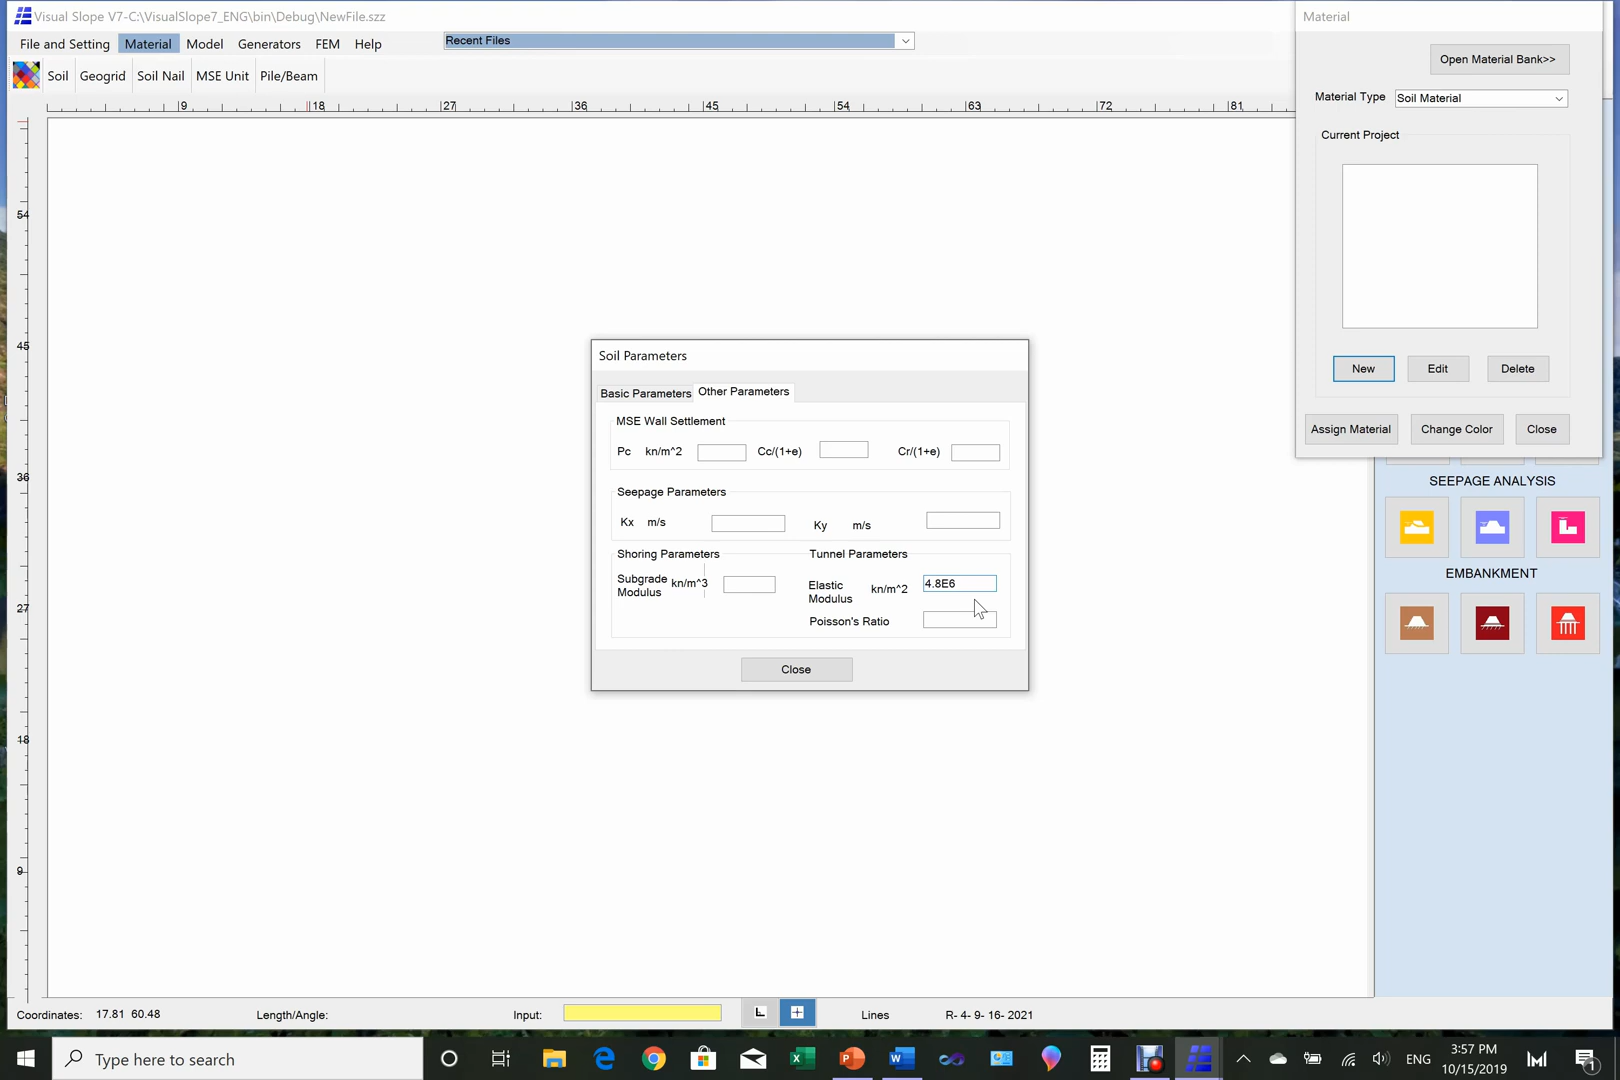 Visual Slope V7-C:\VisualSlope7_ENG\bin\Debug\NewFile.szz
File and Setting Material Model Generators FEM Help Recent Files
Soil Geogrid Soil Nail MSE Unit Pile/Beam
9 18 27 36 45 54 63 72 81
54
45
36
27
18
9
Material
Open Material Bank>>
Material Type Soil Material
Current Project
New Edit Delete
Assign Material Change Color Close
SEEPAGE ANALYSIS
EMBANKMENT
Soil Parameters
Basic Parameters Other Parameters
MSE Wall Settlement
Pc kn/m^2 Cc/(1+e) Cr/(1+e)
Seepage Parameters
Kx m/s Ky m/s
Shoring Parameters Tunnel Parameters
Subgrade Modulus kn/m^3 Elastic Modulus kn/m^2 4.8E6
Poisson's Ratio
Close
Coordinates: 17.81 60.48 Length/Angle: Input: Lines R- 4- 9- 16- 2021
Type here to search
ENG
3:57 PM
10/15/2019
1